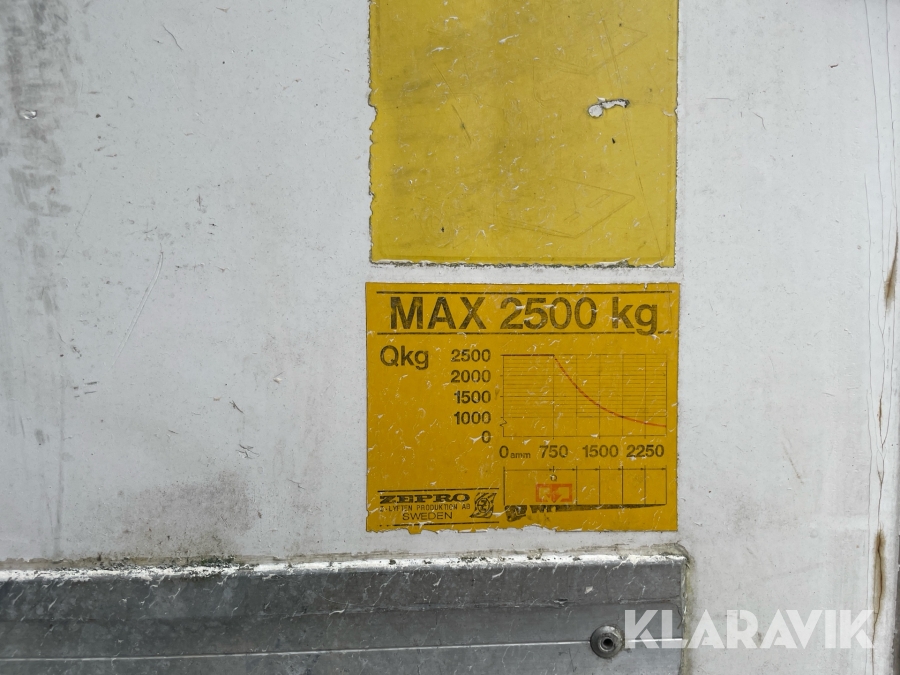 MAX 2500 kg
Qkg
2500
2000
1500
1000
0
0 amm 750 1500 2250
ZEPRO
Z-LYFTEN PRODUKTION AB
SWEDEN
KLARAVIK